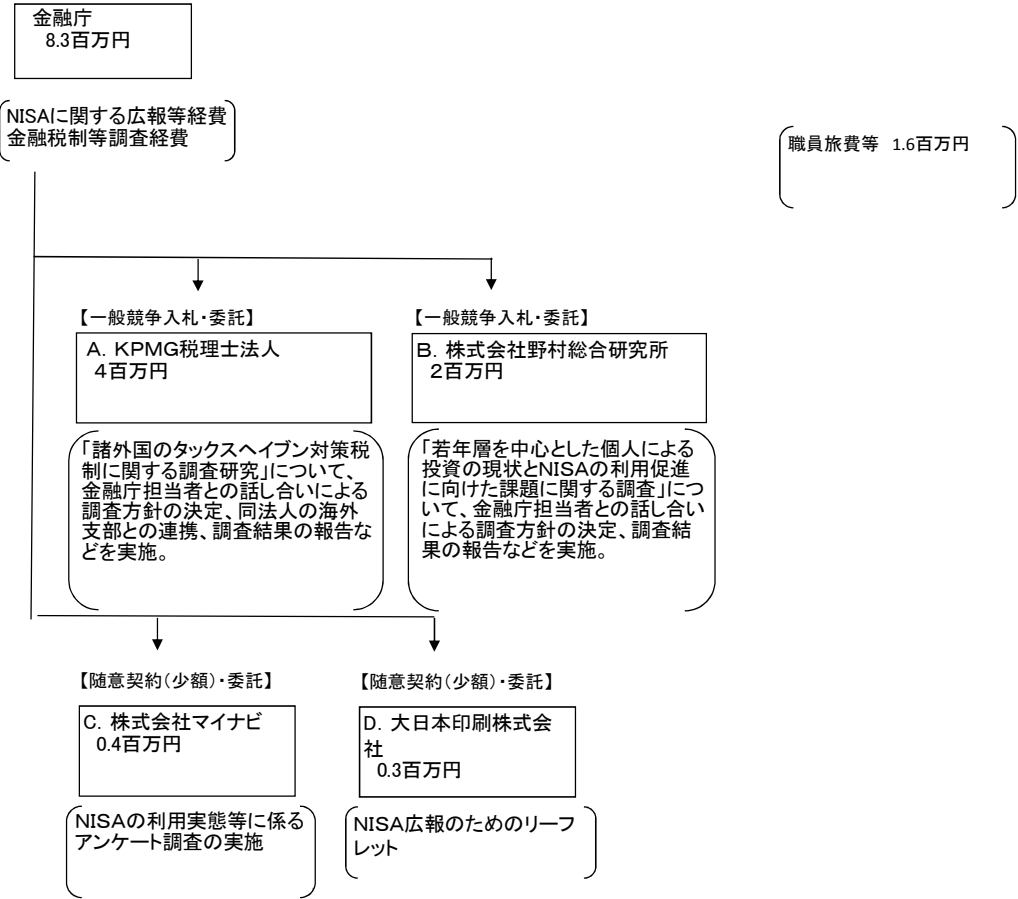 金融庁
8.3百万円
NISAに関する広報等経費
金融税制等調査経費
職員旅費等 1.6百万円
【一般競争入札・委託】
A．KPMG税理士法人
4百万円
【一般競争入札・委託】
B．株式会社野村総合研究所
2百万円
「諸外国のタックスヘイブン対策税
制に関する調査研究」について、
金融庁担当者との話し合いによる
調査方針の決定、同法人の海外
支部との連携、調査結果の報告な
どを実施。
「若年層を中心とした個人による
投資の現状とNISAの利用促進
に向けた課題に関する調査」につ
いて、金融庁担当者との話し合い
による調査方針の決定、調査結
果の報告などを実施。
【随意契約（少額）・委託】
C．株式会社マイナビ
0.4百万円
【随意契約（少額）・委託】
D．大日本印刷株式会
社
0.3百万円
NISAの利用実態等に係る
アンケート調査の実施
NISA広報のためのリーフ
レット